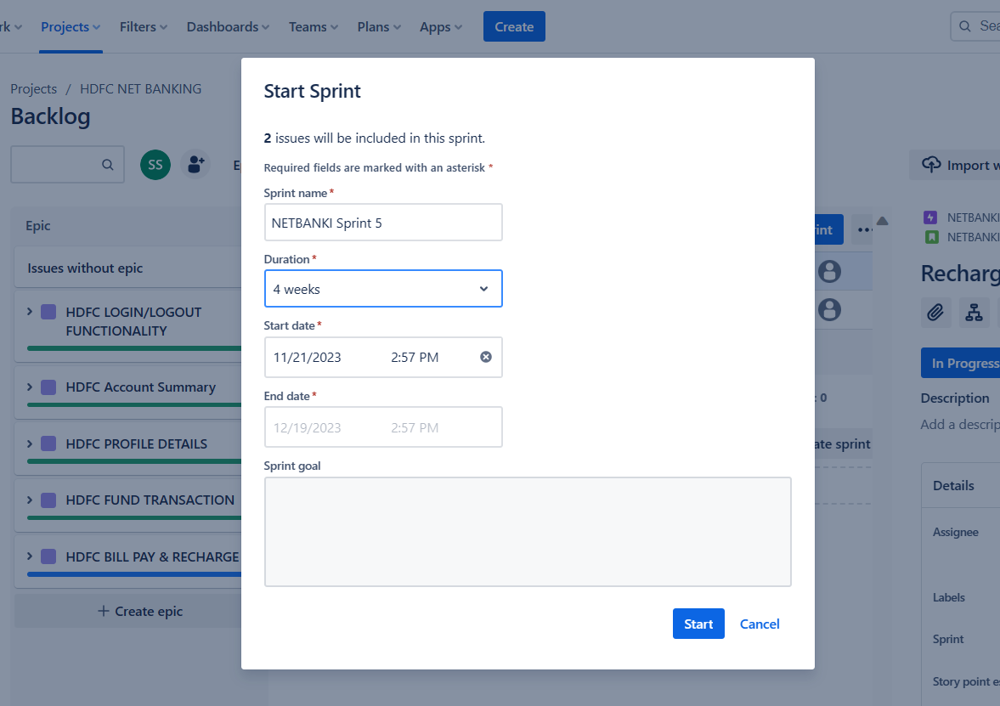 Projects
Filters
Dashboards
Teams
Plans
Apps
Create
Projects / HDFC NET BANKING
Backlog
SS
Import
Epic
Issues without epic
HDFC LOGIN/LOGOUT
FUNCTIONALITY
HDFC Account Summary
HDFC PROFILE DETAILS
HDFC FUND TRANSACTION
HDFC BILL PAY & RECHARGE
+ Create epic
Start Sprint
2 issues will be included in this sprint.
Required fields are marked with an asterisk *
Sprint name*
NETBANKI Sprint 5
Duration*
4 weeks
Start date*
11/21/2023 2:57 PM
End date*
12/19/2023 2:57 PM
Sprint goal
Start
Cancel
: 0
sprint
NETBANKI
NETBANKI
Recharg
In Progress
Description
Add a descrip
Details
Assignee
Labels
Sprint
Story point